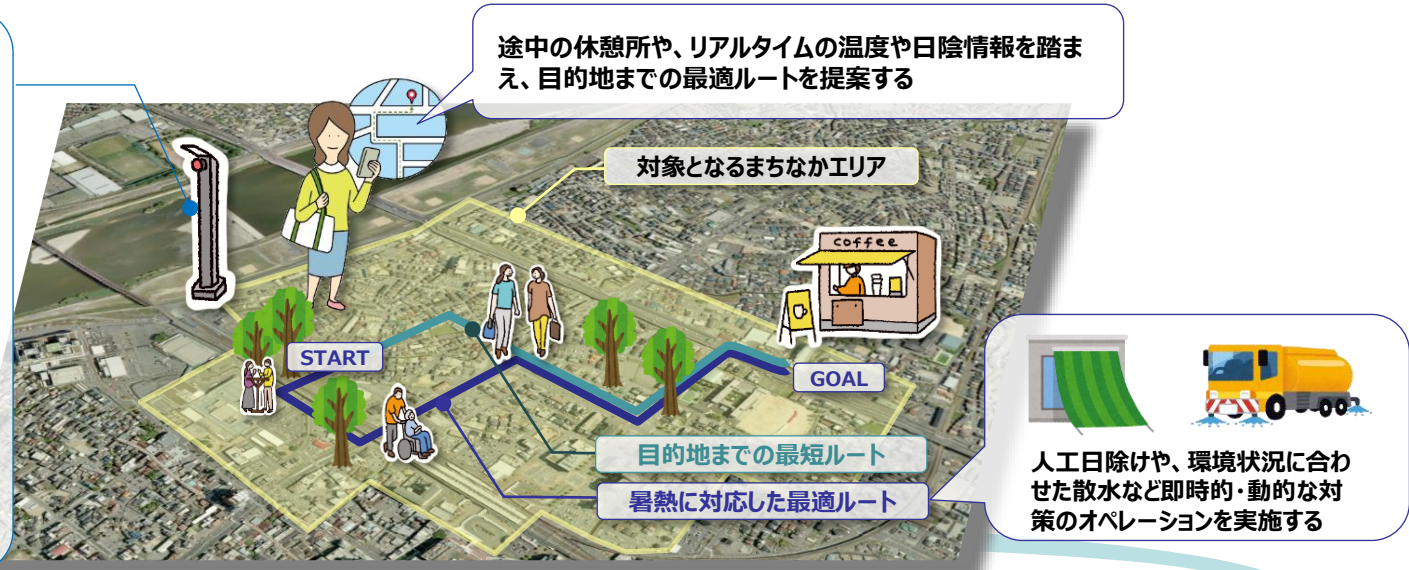 途中の休憩所や、リアルタイムの温度や日陰情報を踏ま
え、目的地までの最適ルートを提案する
対象となるまちなかエリア
coffee
START
GOAL
目的地までの最短ルート
暑熱に対応した最適ルート
人工日除けや、環境状況に合わ
せた散水など即時的・動的な対
策のオペレーションを実施する